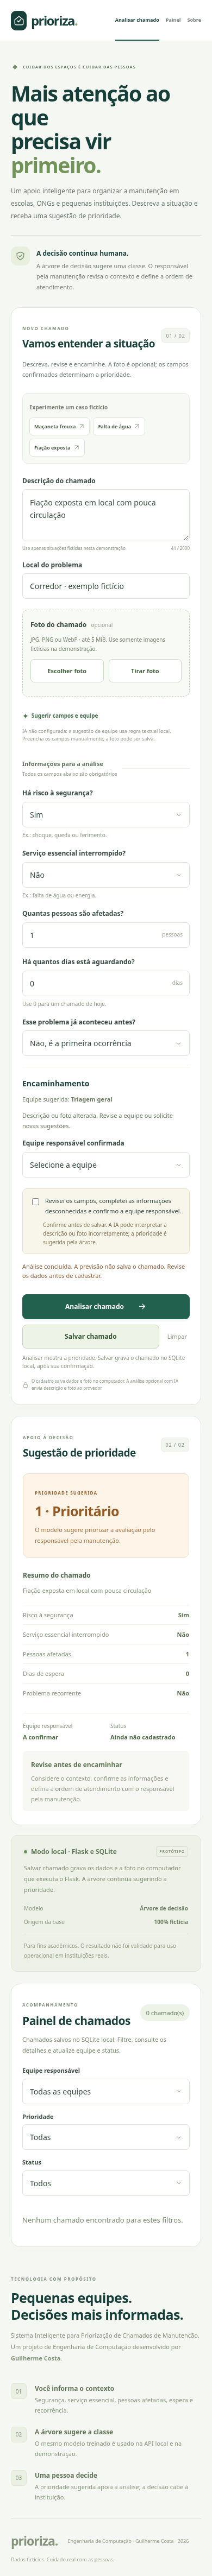 prioriza.
Analisar chamado Painel Sobre
CUIDAR DOS ESPAÇOS É CUIDAR DAS PESSOAS
Mais atenção ao
que
precisa vir
primeiro.
Um apoio inteligente para organizar a manutenção em
escolas, ONGs e pequenas instituições. Descreva a situação e
receba uma sugestão de prioridade.
A decisão continua humana.
A árvore de decisão sugere uma classe. O responsável
pela manutenção revisa o contexto e define a ordem de
atendimento.
NOVO CHAMADO
Vamos entender a situação
01 / 02
Descreva, revise e encaminhe. A foto é opcional; os campos
confirmados determinam a prioridade.
Experimente um caso fictício
Maçaneta frouxa
Falta de água
Fiação exposta
Descrição do chamado
Fiação exposta em local com pouca
circulação
Use apenas situações fictícias nesta demonstração.
43 / 2000
Local do problema
Corredor · exemplo fictício
Foto do chamado opcional
JPG, PNG ou WebP · até 5 MiB. Use somente imagens
fictícias na demonstração.
Escolher foto
Tirar foto
Sugerir campos e equipe
IA não configurada: a sugestão de equipe usa regra textual local.
Preencha os campos manualmente; a foto pode ser salva.
Informações para a análise
Todos os campos abaixo são obrigatórios.
Há risco à segurança?
Sim
Ex.: choque, queda ou ferimento.
Serviço essencial interrompido?
Não
Ex.: falta de água ou energia.
Quantas pessoas são afetadas?
1
pessoas
Há quantos dias está aguardando?
0
dias
Use 0 para um chamado de hoje.
Esse problema já aconteceu antes?
Não, é a primeira ocorrência
Encaminhamento
Equipe sugerida: Triagem geral
Descrição ou foto alterada. Revise a equipe ou solicite
novas sugestões.
Equipe responsável confirmada
Selecione a equipe
Revisei os campos, completei as informações
desconhecidas e confirmo a equipe responsável.
Confirme antes de salvar. A IA pode interpretar a
descrição ou foto incorretamente; a prioridade é
sugerida pela árvore.
Análise concluída. A previsão não salva o chamado. Revise
os dados antes de cadastrar.
Analisar chamado
Salvar chamado
Limpar
Analisar mostra a prioridade. Salvar grava o chamado no SQLite
local, após sua confirmação.
O cadastro salva dados e foto no computador. A análise opcional com IA
envia descrição e foto ao provedor.
APOIO À DECISÃO
Sugestão de prioridade
02 / 02
PRIORIDADE SUGERIDA
1 · Prioritário
O modelo sugere priorizar a avaliação pelo
responsável pela manutenção.
Resumo do chamado
Fiação exposta em local com pouca circulação
Risco à segurança Sim
Serviço essencial interrompido Não
Pessoas afetadas 1
Dias de espera 0
Problema recorrente Não
Equipe responsável Status
A confirmar Ainda não cadastrado
Revise antes de encaminhar
Considere o contexto, confirme as informações e
defina a ordem de atendimento com o responsável
pela manutenção.
Modo local · Flask e SQLite
PROTÓTIPO
Salvar chamado grava os dados e a foto no computador
que executa o Flask. A árvore continua sugerindo a
prioridade.
Modelo Árvore de decisão
Origem da base 100% fictícia
Para fins acadêmicos. O resultado não foi validado para uso
operacional em instituições reais.
ACOMPANHAMENTO
Painel de chamados
0 chamado(s)
Chamados salvos no SQLite local. Filtre, consulte os
detalhes e atualize equipe e status.
Equipe responsável
Todas as equipes
Prioridade
Todas
Status
Todos
Nenhum chamado encontrado para estes filtros.
TECNOLOGIA COM PROPÓSITO
Pequenas equipes.
Decisões mais informadas.
Sistema Inteligente para Priorização de Chamados de Manutenção.
Um projeto de Engenharia de Computação desenvolvido por
Guilherme Costa.
01
Você informa o contexto
Segurança, serviço essencial, pessoas afetadas, espera e
recorrência.
02
A árvore sugere a classe
O mesmo modelo treinado é usado na API local e na
demonstração.
03
Uma pessoa decide
A prioridade sugerida apoia a análise; a decisão cabe à
instituição.
prioriza.
Engenharia de Computação · Guilherme Costa · 2026
Dados fictícios. Cuidado real com as pessoas.